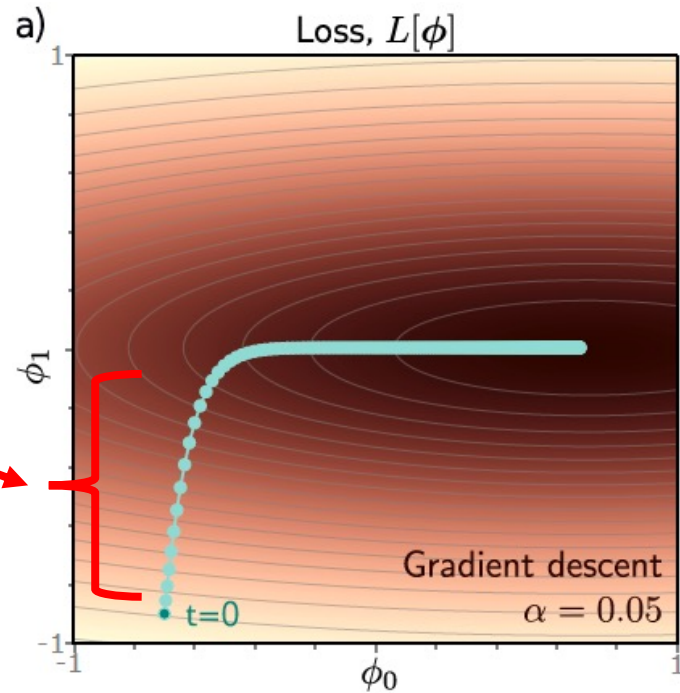 a)
Loss, L[ϕ]
1
ϕ₁
t=0
Gradient descent
α = 0.05
-1
-1
1
ϕ₀